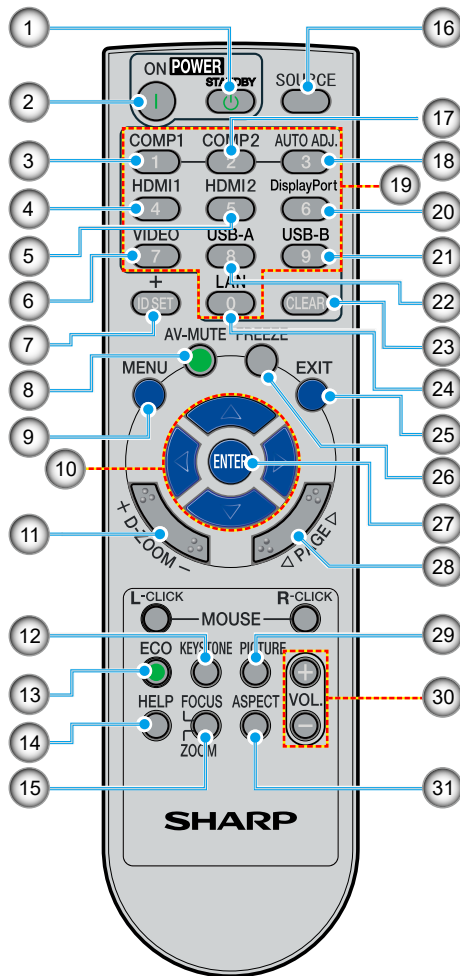 1
16
ON POWER
STANDBY
SOURCE
2
17
COMP1 COMP2 AUTO ADJ.
3
1 2 3
18
19
HDMI1 HDMI2 DisplayPort
4
4 5 6
20
5
VIDEO USB-A USB-B
21
6
7 8 9
22
+ LAN
ID SET 0 CLEAR
7
23
AV-MUTE FREEZE
8
24
MENU EXIT
9
25
10
ENTER
26
27
11
+ D-ZOOM −
◁ PAGE ▷
28
L-CLICK R-CLICK
MOUSE
12
29
ECO KEYSTONE PICTURE
+
13
30
HELP FOCUS ASPECT VOL.
−
14
ZOOM
15
31
SHARP